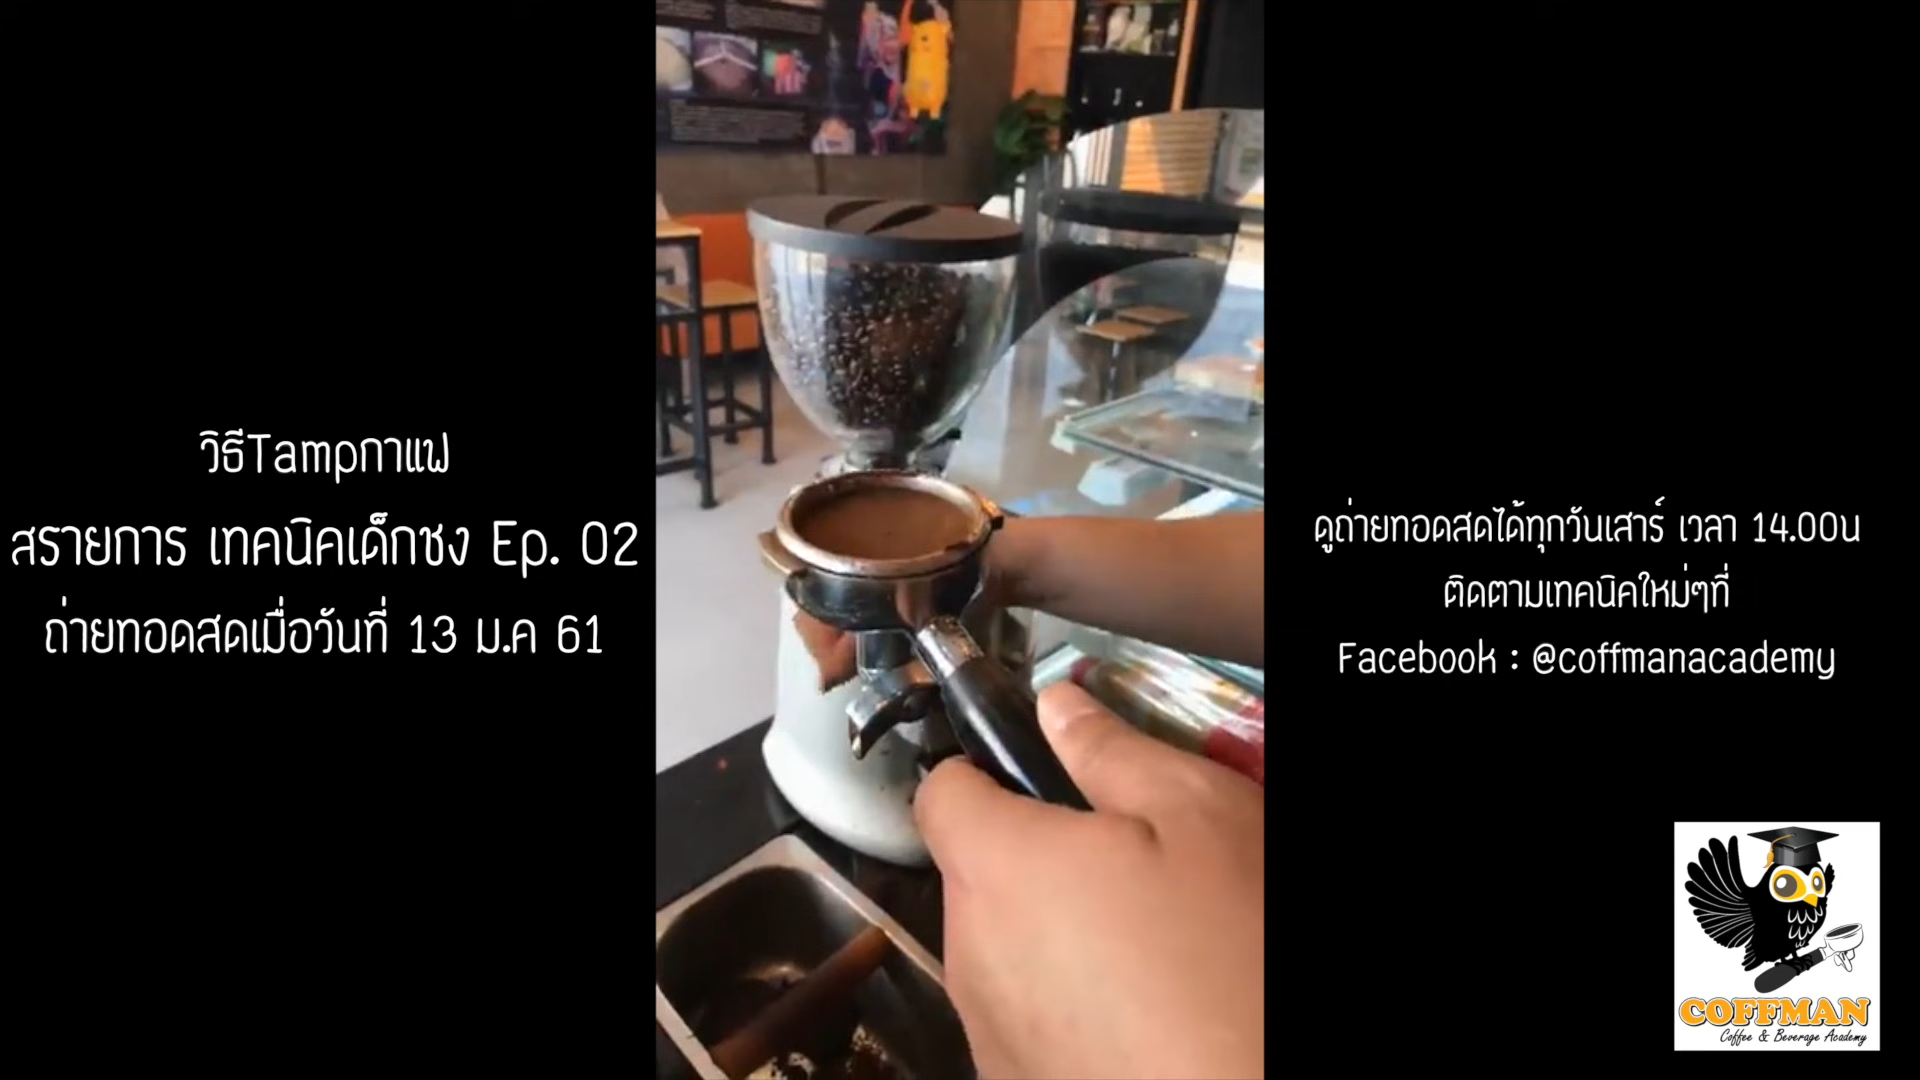 วิธีTampกาแฟ
สรายการ เทคนิคเด็กชง Ep. 02
ถ่ายทอดสดเมื่อวันที่ 13 ม.ค 61
ดูถ่ายทอดสดได้ทุกวันเสาร์ เวลา 14.00น
ติดตามเทคนิคใหม่ๆที่
Facebook : @coffmanacademy
COFFMAN
Coffee & Beverage Academy